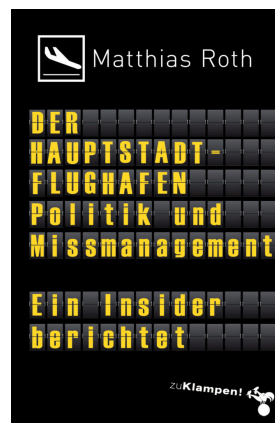 Matthias Roth
DER
HAUPTSTADT-
FLUGHAFEN
Politik und
Missmanagement
Ein Insider
berichtet
zuKlampen!